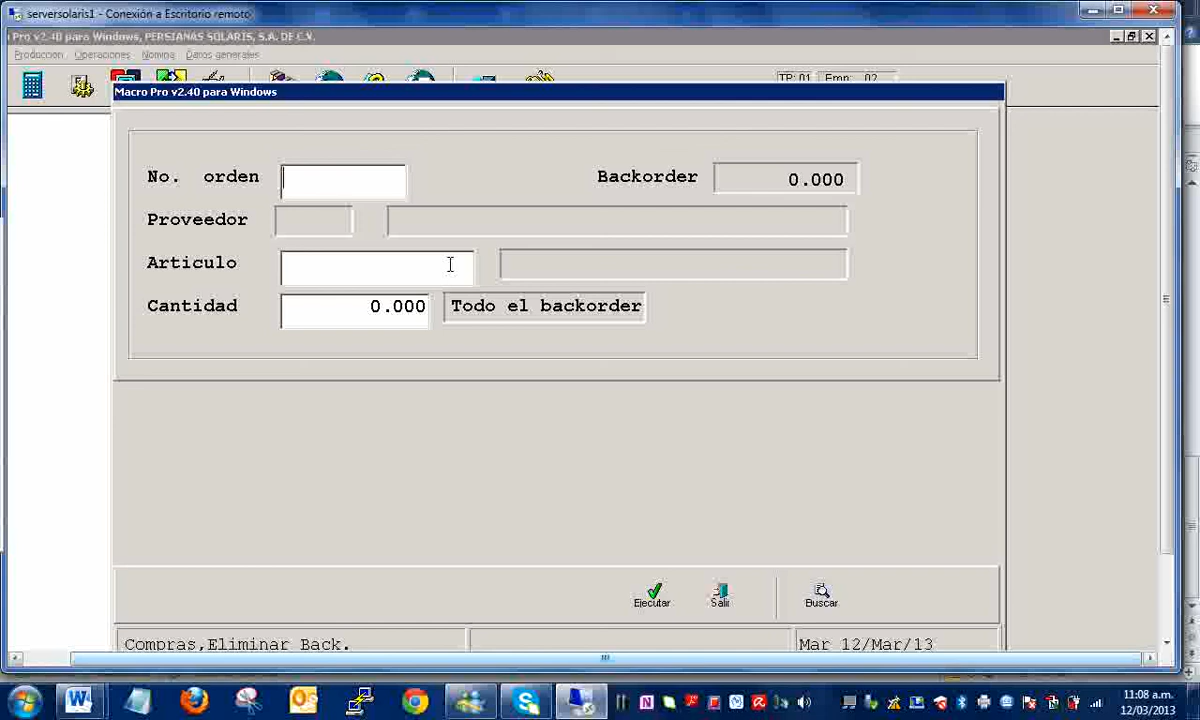 serversolaris1 - Conexión a Escritorio remoto
Pro v2.40 para Windows, PERSIANAS SOLARIS, S.A. DE C.V.
Produccion Operaciones Nomina Datos generales
TP: 01 Emp: 02
Macro Pro v2.40 para Windows
No. orden Backorder 0.000
Proveedor
Articulo
Cantidad 0.000 Todo el backorder
Ejecutar Salir Buscar
Compras,Eliminar Back. Mar 12/Mar/13
11:08 a.m.
12/03/2013